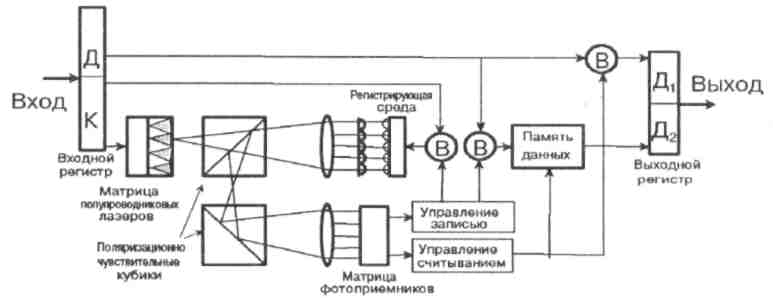 Вход
Д
К
Входной
регистр
Матрица
полупроводниковых
лазеров
Поляризационно
чувствительные
кубики
Регистрирующая
среда
В
В
В
Память
данных
Управление
записью
Управление
считыванием
Матрица
фотоприемников
Д₁
Д₂
Выход
Выходной
регистр